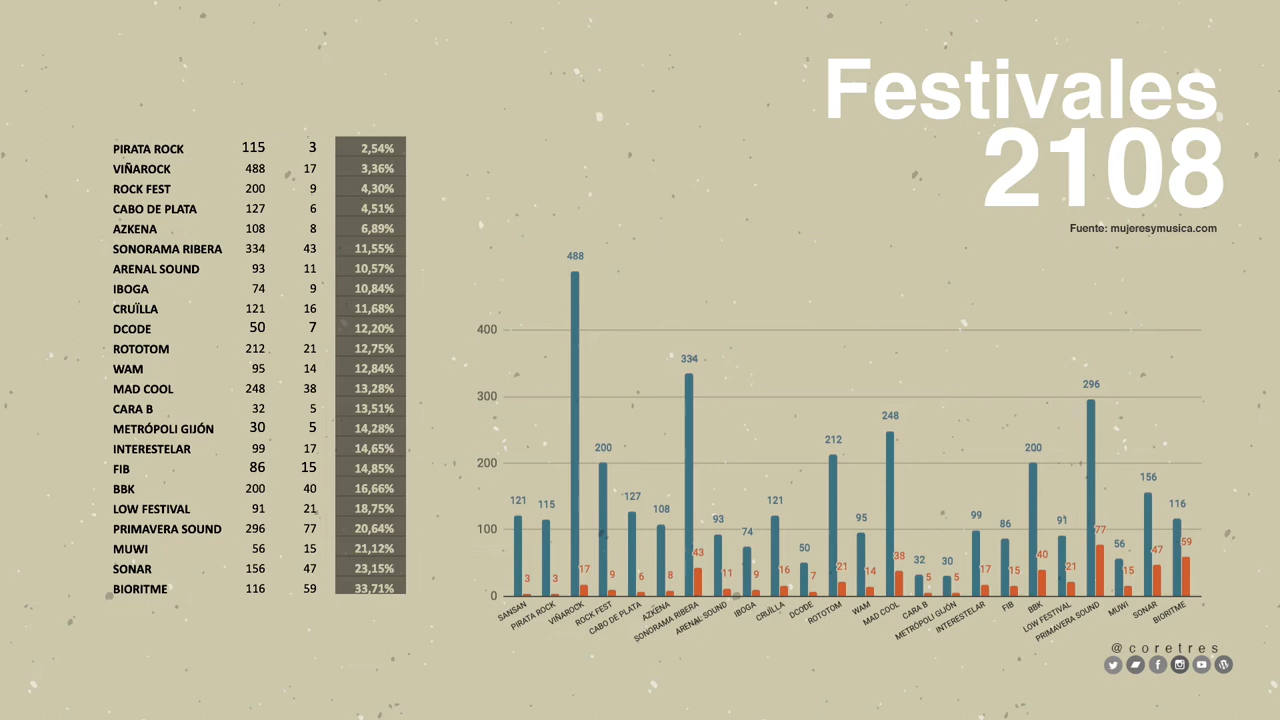 Festivales
2108
Fuente: mujeresymusica.com
PIRATA ROCK 115 3 2,54%
VIÑAROCK 488 17 3,36%
ROCK FEST 200 9 4,30%
CABO DE PLATA 127 6 4,51%
AZKENA 108 8 6,89%
SONORAMA RIBERA 334 43 11,55%
ARENAL SOUND 93 11 10,57%
IBOGA 74 9 10,84%
CRUÏLLA 121 16 11,68%
DCODE 50 7 12,20%
ROTOTOM 212 21 12,75%
WAM 95 14 12,84%
MAD COOL 248 38 13,28%
CARA B 32 5 13,51%
METRÓPOLI GIJÓN 30 5 14,28%
INTERESTELAR 99 17 14,65%
FIB 86 15 14,85%
BBK 200 40 16,66%
LOW FESTIVAL 91 21 18,75%
PRIMAVERA SOUND 296 77 20,64%
MUWI 56 15 21,12%
SONAR 156 47 23,15%
BIORITME 116 59 33,71%
400
300
200
100
0
121 3 115 3 488 17 200 9 127 6 108 8 334 43 93 11 74 9 121 16 50 7 212 21 95 14 248 38 32 5 30 5 99 17 86 15 200 40 91 21 296 77 56 15 156 47 116 59
SANSAN PIRATA ROCK VIÑAROCK ROCK FEST CABO DE PLATA AZKENA SONORAMA RIBERA ARENAL SOUND IBOGA CRUÏLLA DCODE ROTOTOM WAM MAD COOL CARA B METRÓPOLI GIJÓN INTERESTELAR FIB BBK LOW FESTIVAL PRIMAVERA SOUND MUWI SONAR BIORITME
@coretres